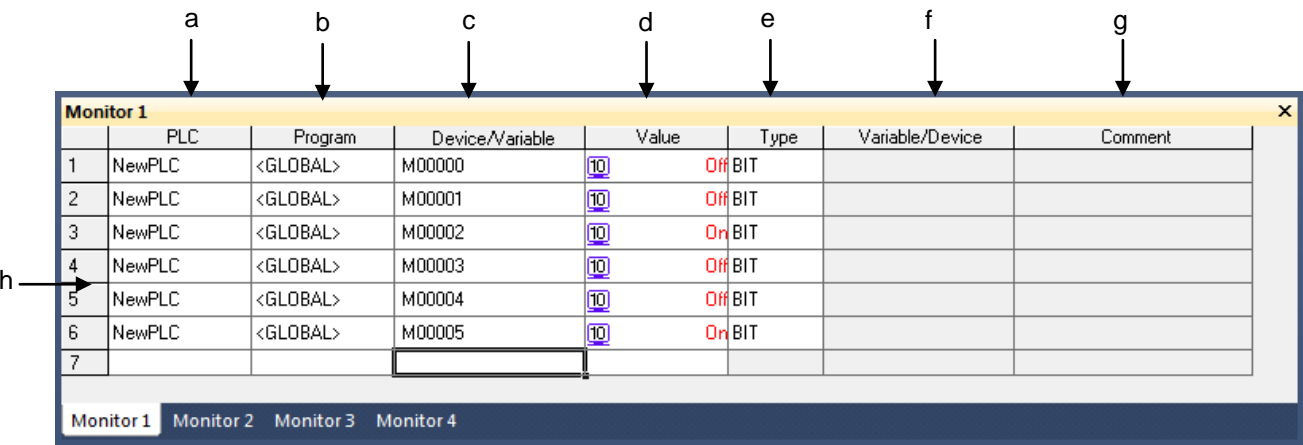 a b c d e f g
Monitor 1 ×
PLC Program Device/Variable Value Type Variable/Device Comment
1 NewPLC <GLOBAL> M00000 10 Off BIT
2 NewPLC <GLOBAL> M00001 10 Off BIT
3 NewPLC <GLOBAL> M00002 10 On BIT
4 NewPLC <GLOBAL> M00003 10 Off BIT
h
5 NewPLC <GLOBAL> M00004 10 Off BIT
6 NewPLC <GLOBAL> M00005 10 On BIT
7
Monitor 1 Monitor 2 Monitor 3 Monitor 4